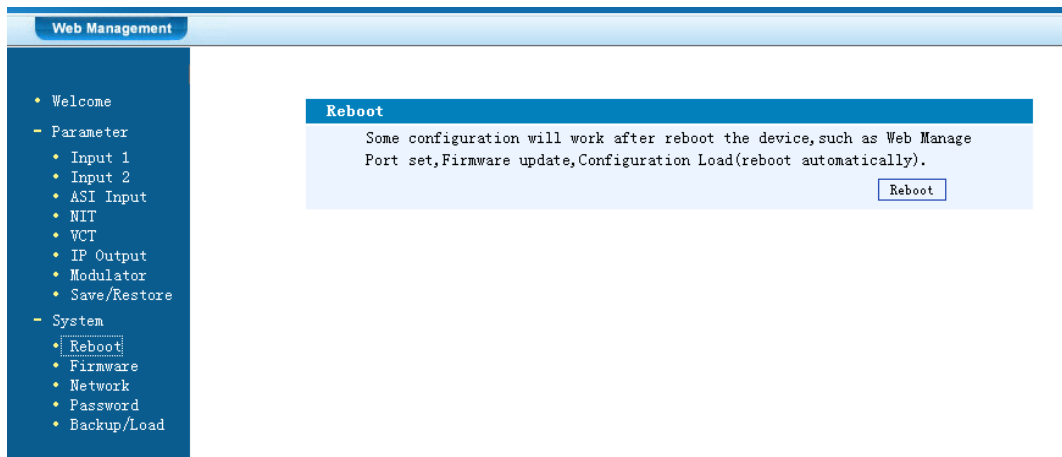 Web Management
Welcome
Parameter
Input 1
Input 2
ASI Input
NIT
VCT
IP Output
Modulator
Save/Restore
System
Reboot
Firmware
Network
Password
Backup/Load
Reboot
Some configuration will work after reboot the device,such as Web Manage
Port set,Firmware update,Configuration Load(reboot automatically).
Reboot